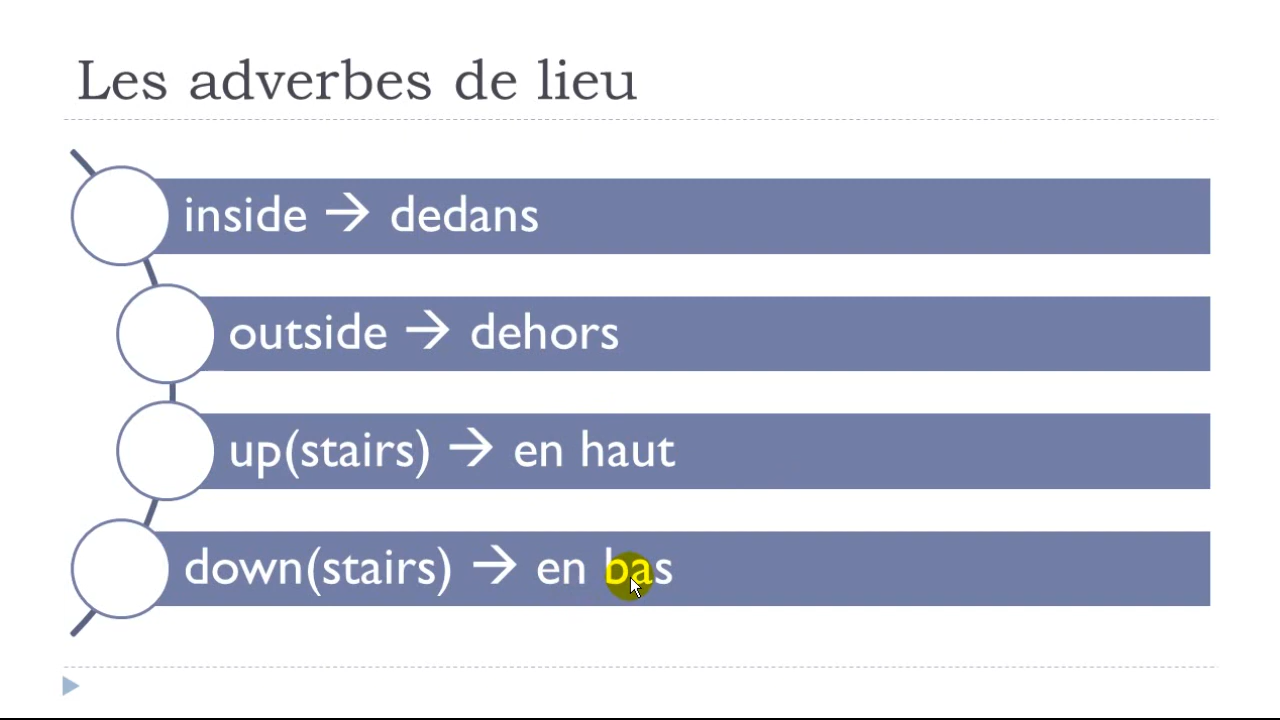 Les adverbes de lieu
inside → dedans
outside → dehors
up(stairs) → en haut
down(stairs) → en bas